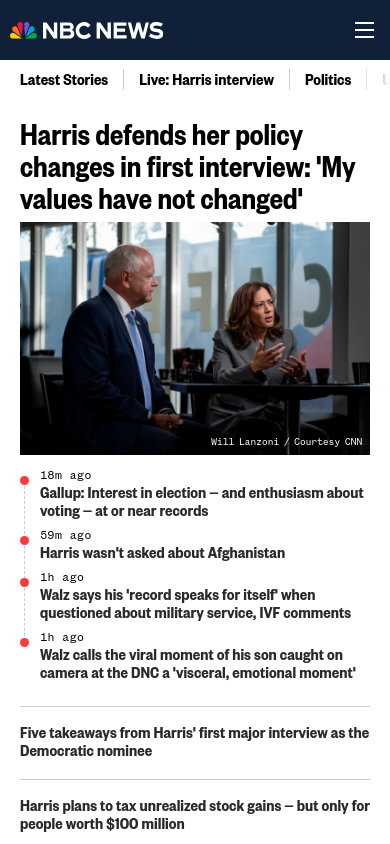 NBC NEWS
Latest Stories
Live: Harris interview
Politics
Harris defends her policy
changes in first interview: 'My
values have not changed'
Will Lanzoni / Courtesy CNN
18m ago
Gallup: Interest in election — and enthusiasm about
voting — at or near records
59m ago
Harris wasn't asked about Afghanistan
1h ago
Walz says his 'record speaks for itself' when
questioned about military service, IVF comments
1h ago
Walz calls the viral moment of his son caught on
camera at the DNC a 'visceral, emotional moment'
Five takeaways from Harris' first major interview as the
Democratic nominee
Harris plans to tax unrealized stock gains — but only for
people worth $100 million